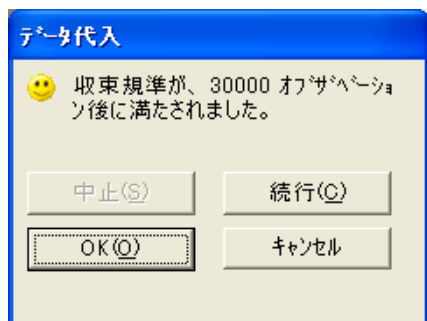 ﾃﾞｰﾀ代入
収束規準が、 30000 ｵﾌﾞｻﾞﾍﾞｰｼｮ
ﾝ後に満たされました。
中止(S)
続行(C)
OK(O)
ｷｬﾝｾﾙ